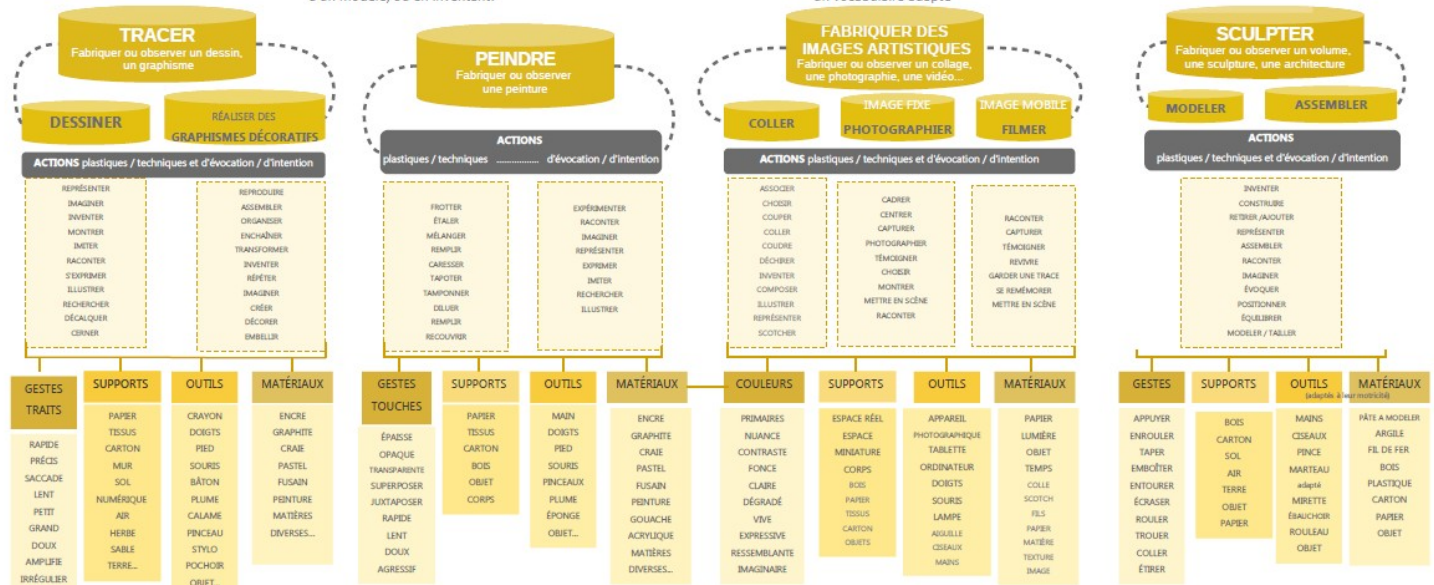 un vocabulaire adapté
TRACER
Fabriquer ou observer un dessin,
un graphisme
DESSINER
RÉALISER DES
GRAPHISMES DÉCORATIFS
ACTIONS plastiques / techniques et d'évocation / d'intention
REPRÉSENTER
IMAGINER
INVENTER
MONTRER
IMITER
RACONTER
S'EXPRIMER
ILLUSTRER
RECHERCHER
DÉCALQUER
CERNER
REPRODUIRE
ASSEMBLER
ORGANISER
ENCHAÎNER
TRANSFORMER
INVENTER
RÉPÉTER
IMAGINER
CRÉER
DÉCORER
EMBELLIR
GESTES
TRAITS
RAPIDE
PRÉCIS
SACCADE
LENT
PETIT
GRAND
DOUX
AMPLIFIE
IRRÉGULIER
SUPPORTS
PAPIER
TISSUS
CARTON
MUR
SOL
NUMÉRIQUE
AIR
HERBE
SABLE
TERRE...
OUTILS
CRAYON
DOIGTS
PIED
SOURIS
BÂTON
PLUME
CALAME
PINCEAU
STYLO
POCHOIR
OBJET...
MATÉRIAUX
ENCRE
GRAPHITE
CRAIE
PASTEL
FUSAIN
PEINTURE
MATIÈRES
DIVERSES...
PEINDRE
Fabriquer ou observer
une peinture
ACTIONS
plastiques / techniques ................ d'évocation / d'intention
FROTTER
ÉTALER
MÉLANGER
REMPLIR
CARESSER
TAPOTER
TAMPONNER
DILUER
REMPLIR
RECOUVRIR
EXPÉRIMENTER
RACONTER
IMAGINER
REPRÉSENTER
EXPRIMER
IMITER
RECHERCHER
ILLUSTRER
GESTES
TOUCHES
ÉPAISSE
OPAQUE
TRANSPARENTE
SUPERPOSER
JUXTAPOSER
RAPIDE
LENT
DOUX
AGRESSIF
SUPPORTS
PAPIER
TISSUS
CARTON
BOIS
OBJET
CORPS
OUTILS
MAIN
DOIGTS
PIED
SOURIS
PINCEAUX
PLUME
ÉPONGE
OBJET...
MATÉRIAUX
ENCRE
GRAPHITE
CRAIE
PASTEL
FUSAIN
PEINTURE
GOUACHE
ACRYLIQUE
MATIÈRES
DIVERSES...
FABRIQUER DES
IMAGES ARTISTIQUES
Fabriquer ou observer un collage,
une photographie, une vidéo...
COLLER
IMAGE FIXE
PHOTOGRAPHIER
IMAGE MOBILE
FILMER
ACTIONS plastiques / techniques et d'évocation / d'intention
ASSOCIER
CHOISIR
COUPER
COLLER
COUDRE
DÉCHIRER
INVENTER
COMPOSER
ILLUSTRER
REPRÉSENTER
SCOTCHER
CADRER
CENTRER
CAPTURER
PHOTOGRAPHIER
TÉMOIGNER
CHOISIR
MONTRER
METTRE EN SCÈNE
RACONTER
RACONTER
CAPTURER
TÉMOIGNER
REVIVRE
GARDER UNE TRACE
SE REMÉMORER
METTRE EN SCÈNE
COULEURS
PRIMAIRES
NUANCE
CONTRASTE
FONCE
CLAIRE
DÉGRADÉ
VIVE
EXPRESSIVE
RESSEMBLANTE
IMAGINAIRE
SUPPORTS
ESPACE RÉEL
ESPACE
MINIATURE
CORPS
BOIS
PAPIER
TISSUS
CARTON
OBJETS
OUTILS
APPAREIL
PHOTOGRAPHIQUE
TABLETTE
ORDINATEUR
DOIGTS
SOURIS
LAMPE
AIGUILLE
CISEAUX
MAINS
MATÉRIAUX
PAPIER
LUMIÈRE
OBJET
TEMPS
COLLE
SCOTCH
FILS
PAPIER
MATIÈRE
TEXTURE
IMAGE
SCULPTER
Fabriquer ou observer un volume,
une sculpture, une architecture
MODELER
ASSEMBLER
ACTIONS
plastiques / techniques et d'évocation / d'intention
INVENTER
CONSTRUIRE
RETIRER /AJOUTER
REPRÉSENTER
ASSEMBLER
RACONTER
IMAGINER
ÉVOQUER
POSITIONNER
ÉQUILIBRER
MODELER / TAILLER
GESTES
APPUYER
ENROULER
TAPER
EMBOÎTER
ENTOURER
ÉCRASER
ROULER
TROUER
COLLER
ÉTIRER
SUPPORTS
BOIS
CARTON
SOL
AIR
TERRE
OBJET
PAPIER
OUTILS
(adaptés à leur motricité)
MAINS
CISEAUX
PINCE
MARTEAU
adapté
MIRETTE
ÉBAUCHOIR
ROULEAU
OBJET
MATÉRIAUX
PÂTE A MODELER
ARGILE
FIL DE FER
BOIS
PLASTIQUE
CARTON
PAPIER
OBJET